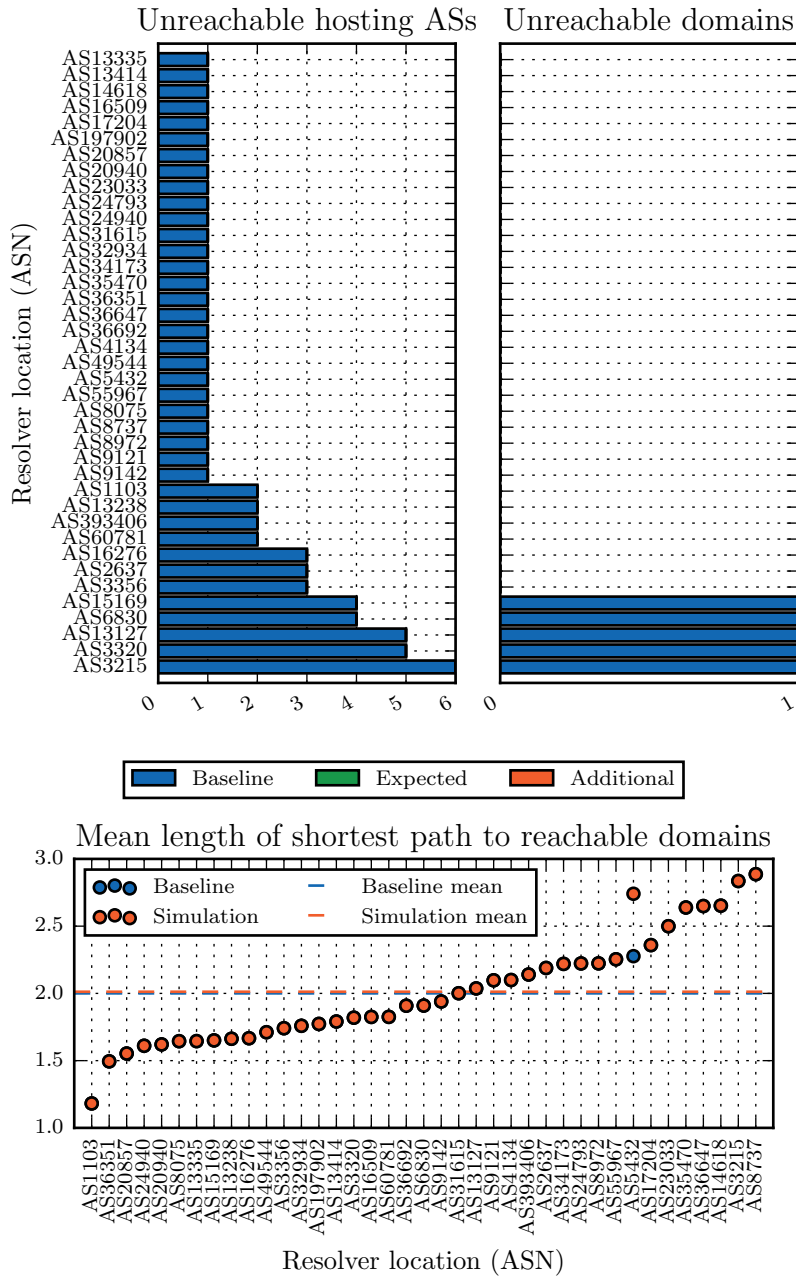 Unreachable hosting ASs
Unreachable domains
Resolver location (ASN)
AS13335
AS13414
AS14618
AS16509
AS17204
AS197902
AS20857
AS20940
AS23033
AS24793
AS24940
AS31615
AS32934
AS34173
AS35470
AS36351
AS36647
AS36692
AS4134
AS49544
AS5432
AS55967
AS8075
AS8737
AS8972
AS9121
AS9142
AS1103
AS13238
AS393406
AS60781
AS16276
AS2637
AS3356
AS15169
AS6830
AS13127
AS3320
AS3215
0 1 2 3 4 5 6
0 1
Baseline Expected Additional
Mean length of shortest path to reachable domains
3.0
2.5
2.0
1.5
1.0
Baseline Baseline mean
Simulation Simulation mean
AS1103
AS36351
AS20857
AS24940
AS20940
AS8075
AS13335
AS15169
AS13238
AS16276
AS49544
AS3356
AS32934
AS197902
AS13414
AS3320
AS16509
AS60781
AS36692
AS6830
AS9142
AS31615
AS13127
AS9121
AS4134
AS393406
AS2637
AS34173
AS24793
AS8972
AS55967
AS5432
AS17204
AS23033
AS35470
AS36647
AS14618
AS3215
AS8737
Resolver location (ASN)